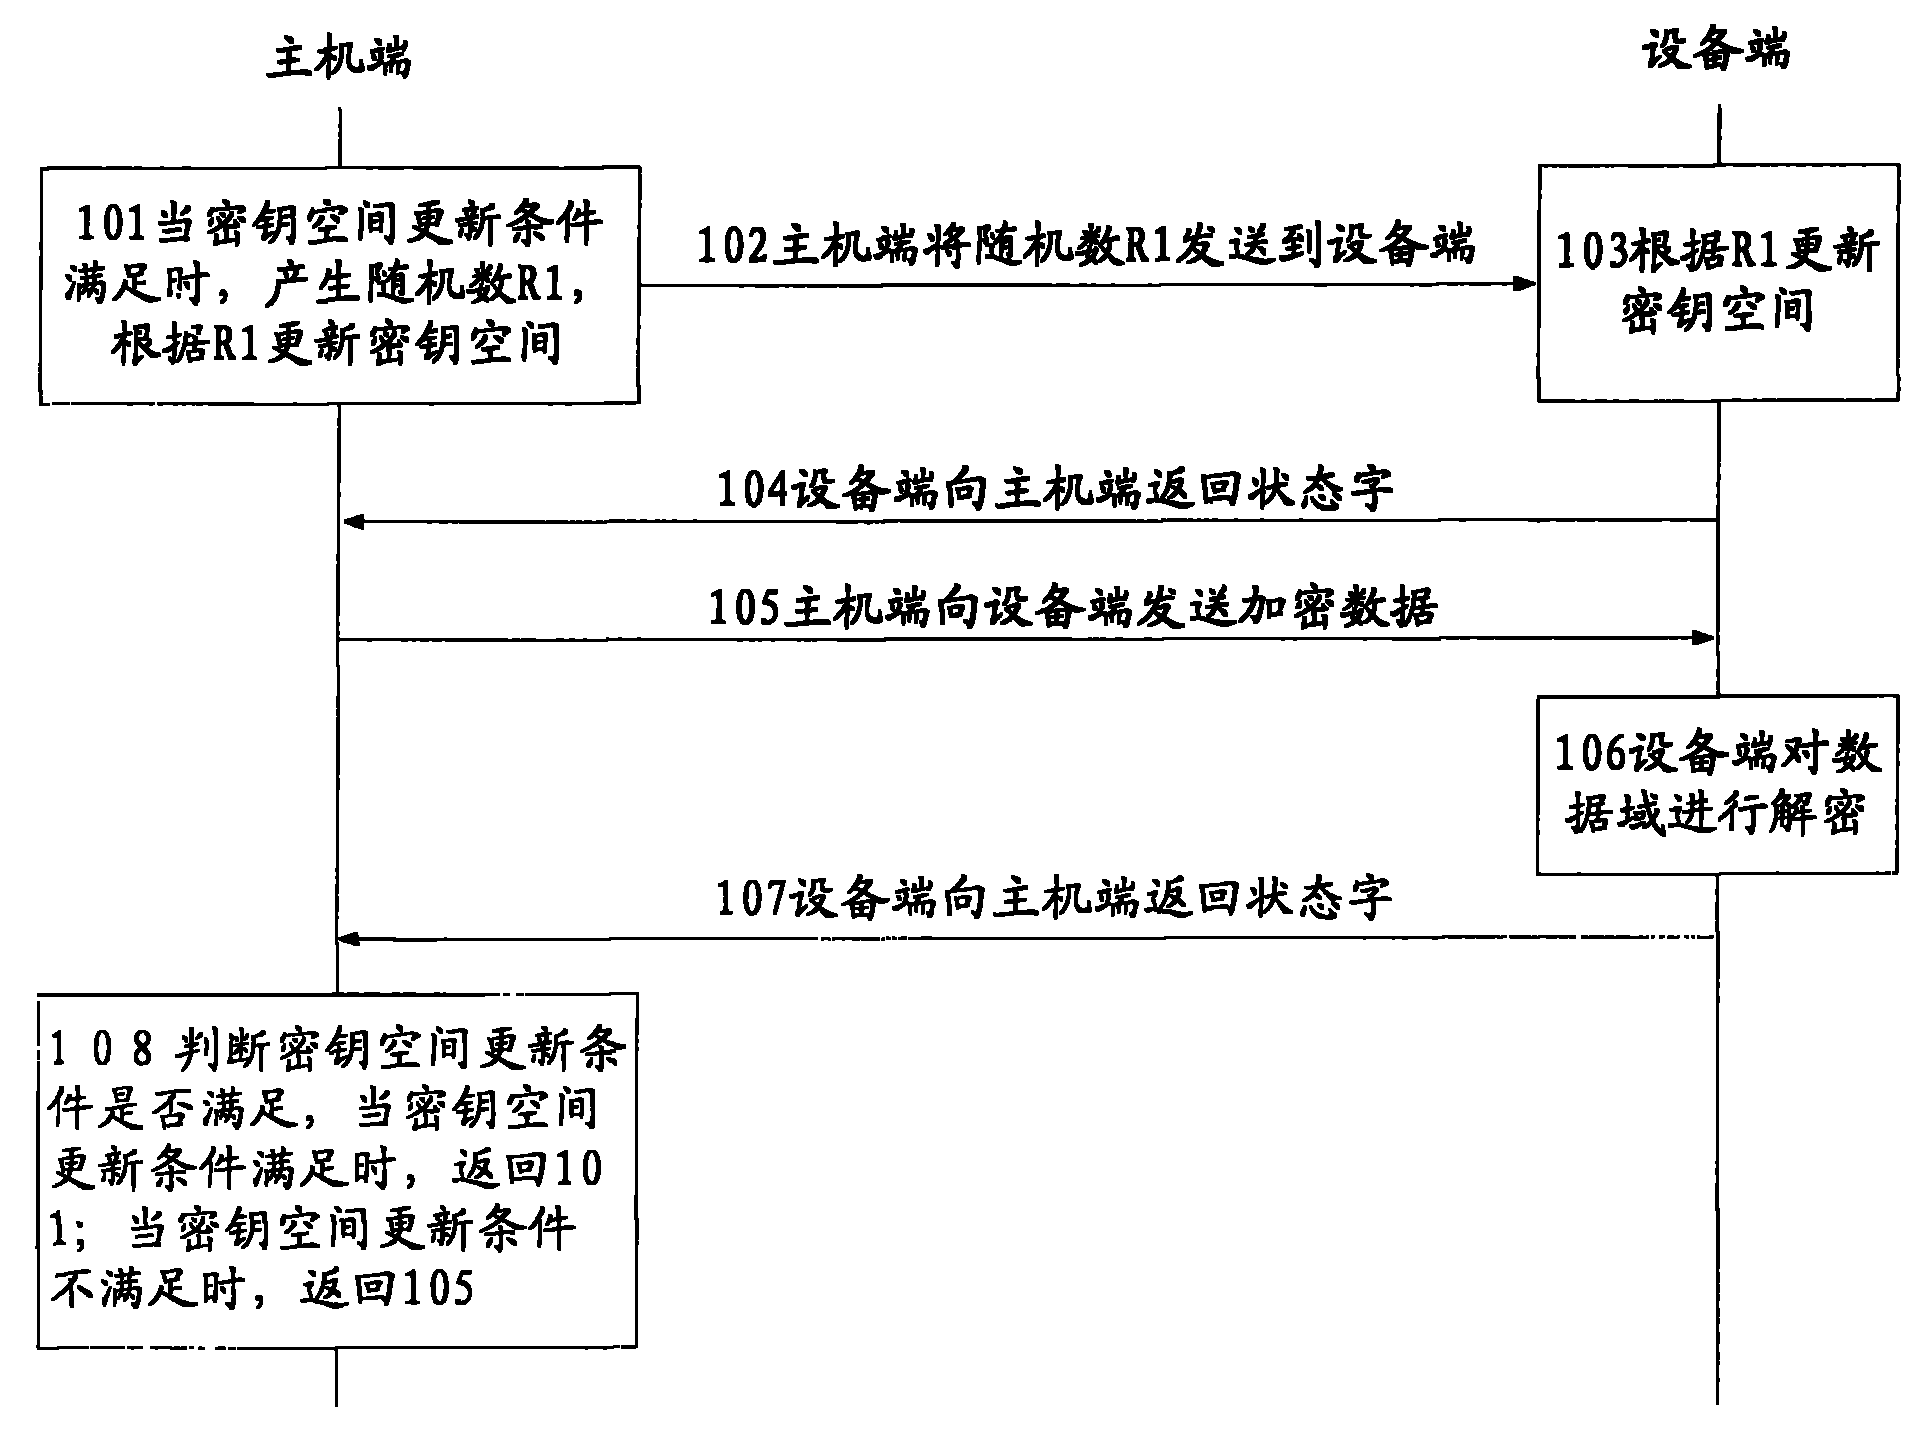 主机端
设备端
101当密钥空间更新条件
满足时，产生随机数R1，
根据R1更新密钥空间
102主机端将随机数R1发送到设备端
103根据R1更新
密钥空间
104设备端向主机端返回状态字
105主机端向设备端发送加密数据
106设备端对数
据域进行解密
107设备端向主机端返回状态字
108判断密钥空间更新条
件是否满足，当密钥空间
更新条件满足时，返回10
1；当密钥空间更新条件
不满足时，返回105